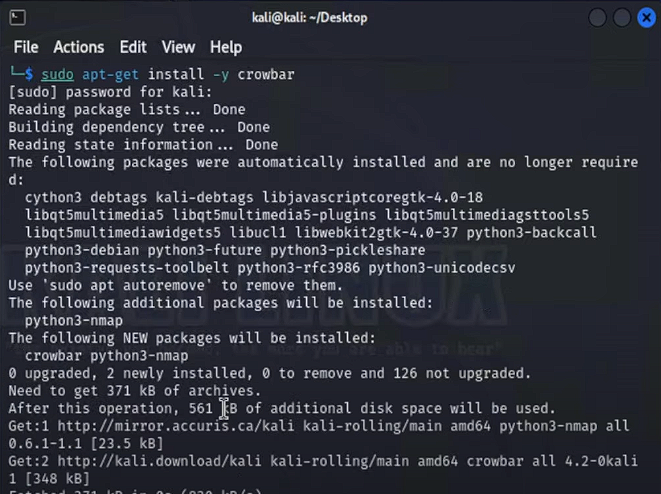 kali@kali: ~/Desktop
File Actions Edit View Help
└─$ sudo apt-get install -y crowbar
[sudo] password for kali:
Reading package lists... Done
Building dependency tree... Done
Reading state information... Done
The following packages were automatically installed and are no longer require
d:
cython3 debtags kali-debtags libjavascriptcoregtk-4.0-18
libqt5multimedia5 libqt5multimedia5-plugins libqt5multimediagsttools5
libqt5multimediawidgets5 libucl1 libwebkit2gtk-4.0-37 python3-backcall
python3-debian python3-future python3-pickleshare
python3-requests-toolbelt python3-rfc3986 python3-unicodecsv
Use 'sudo apt autoremove' to remove them.
The following additional packages will be installed:
python3-nmap
The following NEW packages will be installed:
crowbar python3-nmap
0 upgraded, 2 newly installed, 0 to remove and 126 not upgraded.
Need to get 371 kB of archives.
After this operation, 561 kB of additional disk space will be used.
Get:1 http://mirror.accuris.ca/kali kali-rolling/main amd64 python3-nmap all
0.6.1-1.1 [23.5 kB]
Get:2 http://kali.download/kali kali-rolling/main amd64 crowbar all 4.2-0kali
1 [348 kB]
Fetched 371 kB in 0s